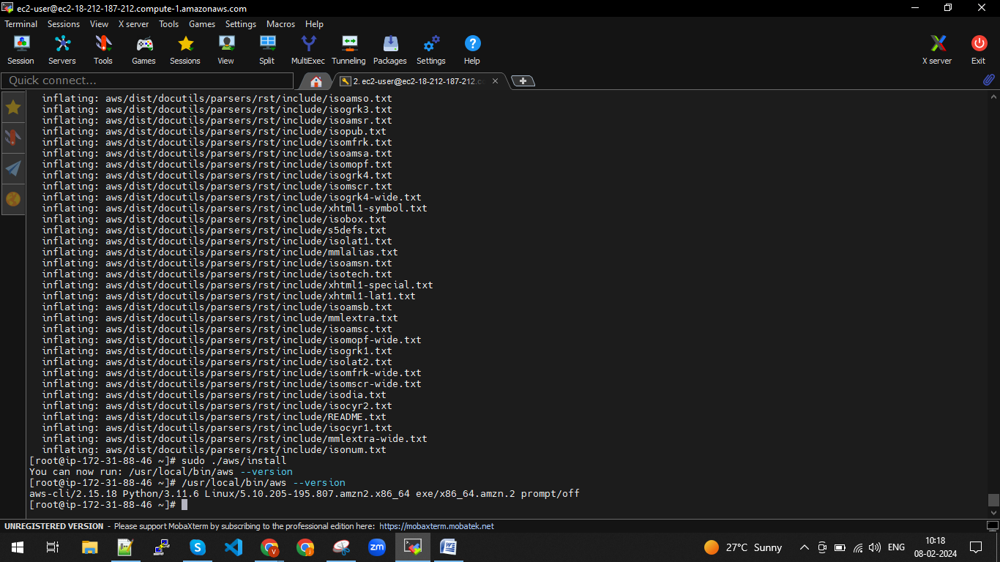 ec2-user@ec2-18-212-187-212.compute-1.amazonaws.com
Terminal Sessions View X server Tools Games Settings Macros Help
Session Servers Tools Games Sessions View Split MultiExec Tunneling Packages Settings Help X server Exit
Quick connect...
2. ec2-user@ec2-18-212-187-212.c
inflating: aws/dist/docutils/parsers/rst/include/isoamso.txt
inflating: aws/dist/docutils/parsers/rst/include/isogrk3.txt
inflating: aws/dist/docutils/parsers/rst/include/isoamsr.txt
inflating: aws/dist/docutils/parsers/rst/include/isopub.txt
inflating: aws/dist/docutils/parsers/rst/include/isomfrk.txt
inflating: aws/dist/docutils/parsers/rst/include/isoamsa.txt
inflating: aws/dist/docutils/parsers/rst/include/isomopf.txt
inflating: aws/dist/docutils/parsers/rst/include/isogrk4.txt
inflating: aws/dist/docutils/parsers/rst/include/isomscr.txt
inflating: aws/dist/docutils/parsers/rst/include/isogrk4-wide.txt
inflating: aws/dist/docutils/parsers/rst/include/xhtml1-symbol.txt
inflating: aws/dist/docutils/parsers/rst/include/isobox.txt
inflating: aws/dist/docutils/parsers/rst/include/s5defs.txt
inflating: aws/dist/docutils/parsers/rst/include/isolat1.txt
inflating: aws/dist/docutils/parsers/rst/include/mmlalias.txt
inflating: aws/dist/docutils/parsers/rst/include/isoamsn.txt
inflating: aws/dist/docutils/parsers/rst/include/isotech.txt
inflating: aws/dist/docutils/parsers/rst/include/xhtml1-special.txt
inflating: aws/dist/docutils/parsers/rst/include/xhtml1-lat1.txt
inflating: aws/dist/docutils/parsers/rst/include/isoamsb.txt
inflating: aws/dist/docutils/parsers/rst/include/mmlextra.txt
inflating: aws/dist/docutils/parsers/rst/include/isoamsc.txt
inflating: aws/dist/docutils/parsers/rst/include/isomopf-wide.txt
inflating: aws/dist/docutils/parsers/rst/include/isogrk1.txt
inflating: aws/dist/docutils/parsers/rst/include/isolat2.txt
inflating: aws/dist/docutils/parsers/rst/include/isomfrk-wide.txt
inflating: aws/dist/docutils/parsers/rst/include/isomscr-wide.txt
inflating: aws/dist/docutils/parsers/rst/include/isodia.txt
inflating: aws/dist/docutils/parsers/rst/include/isocyr2.txt
inflating: aws/dist/docutils/parsers/rst/include/README.txt
inflating: aws/dist/docutils/parsers/rst/include/isocyr1.txt
inflating: aws/dist/docutils/parsers/rst/include/mmlextra-wide.txt
inflating: aws/dist/docutils/parsers/rst/include/isonum.txt
[root@ip-172-31-88-46 ~]# sudo ./aws/install
You can now run: /usr/local/bin/aws --version
[root@ip-172-31-88-46 ~]# /usr/local/bin/aws --version
aws-cli/2.15.18 Python/3.11.6 Linux/5.10.205-195.807.amzn2.x86_64 exe/x86_64.amzn.2 prompt/off
[root@ip-172-31-88-46 ~]#
UNREGISTERED VERSION - Please support MobaXterm by subscribing to the professional edition here: https://mobaxterm.mobatek.net
27°C Sunny ENG 10:18
08-02-2024